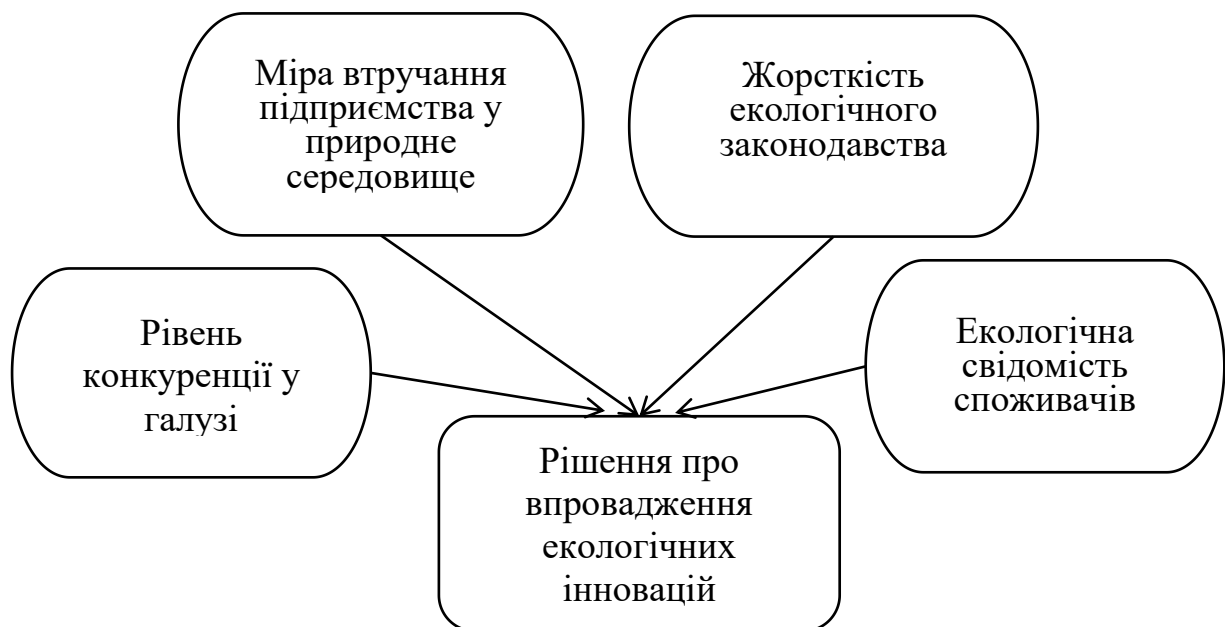 Міра втручання
підприємства у
природне
середовище
Жорсткість
екологічного
законодавства
Рівень
конкуренції у
галузі
Екологічна
свідомість
споживачів
Рішення про
впровадження
екологічних
інновацій